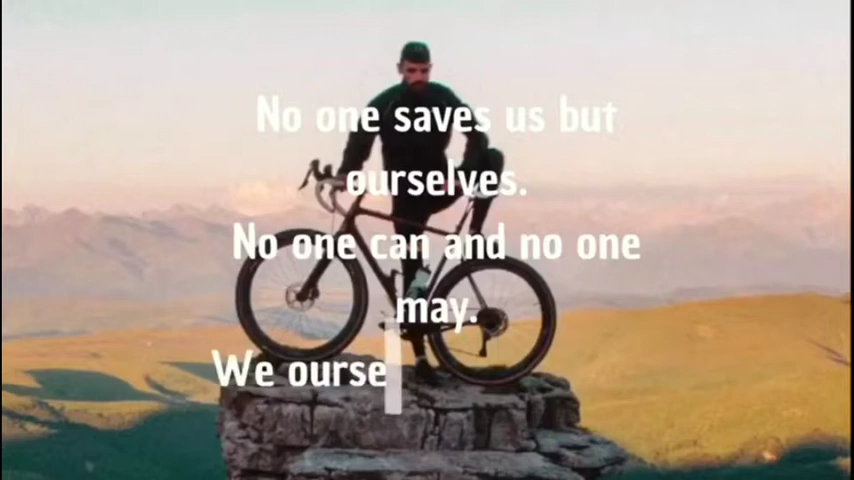 No one saves us but
ourselves.
No one can and no one
may.
We ourse